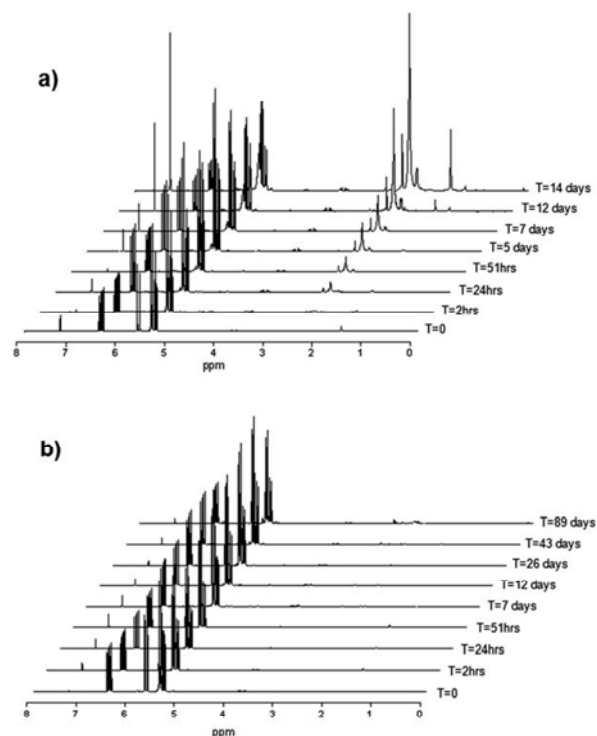 a)
T=14 days
T=12 days
T=7 days
T=5 days
T=51hrs
T=24hrs
T=2hrs
T=0
8 7 6 5 4 3 2 1 0
ppm
b)
T=89 days
T=43 days
T=26 days
T=12 days
T=7 days
T=51hrs
T=24hrs
T=2hrs
T=0
8 7 6 5 4 3 2 1 0
ppm